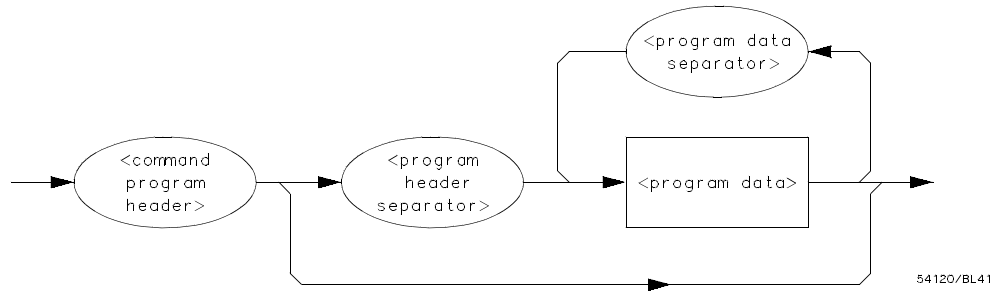 <program data
separator>
<command
program
header>
<program
header
separator>
<program data>
54120/BL41